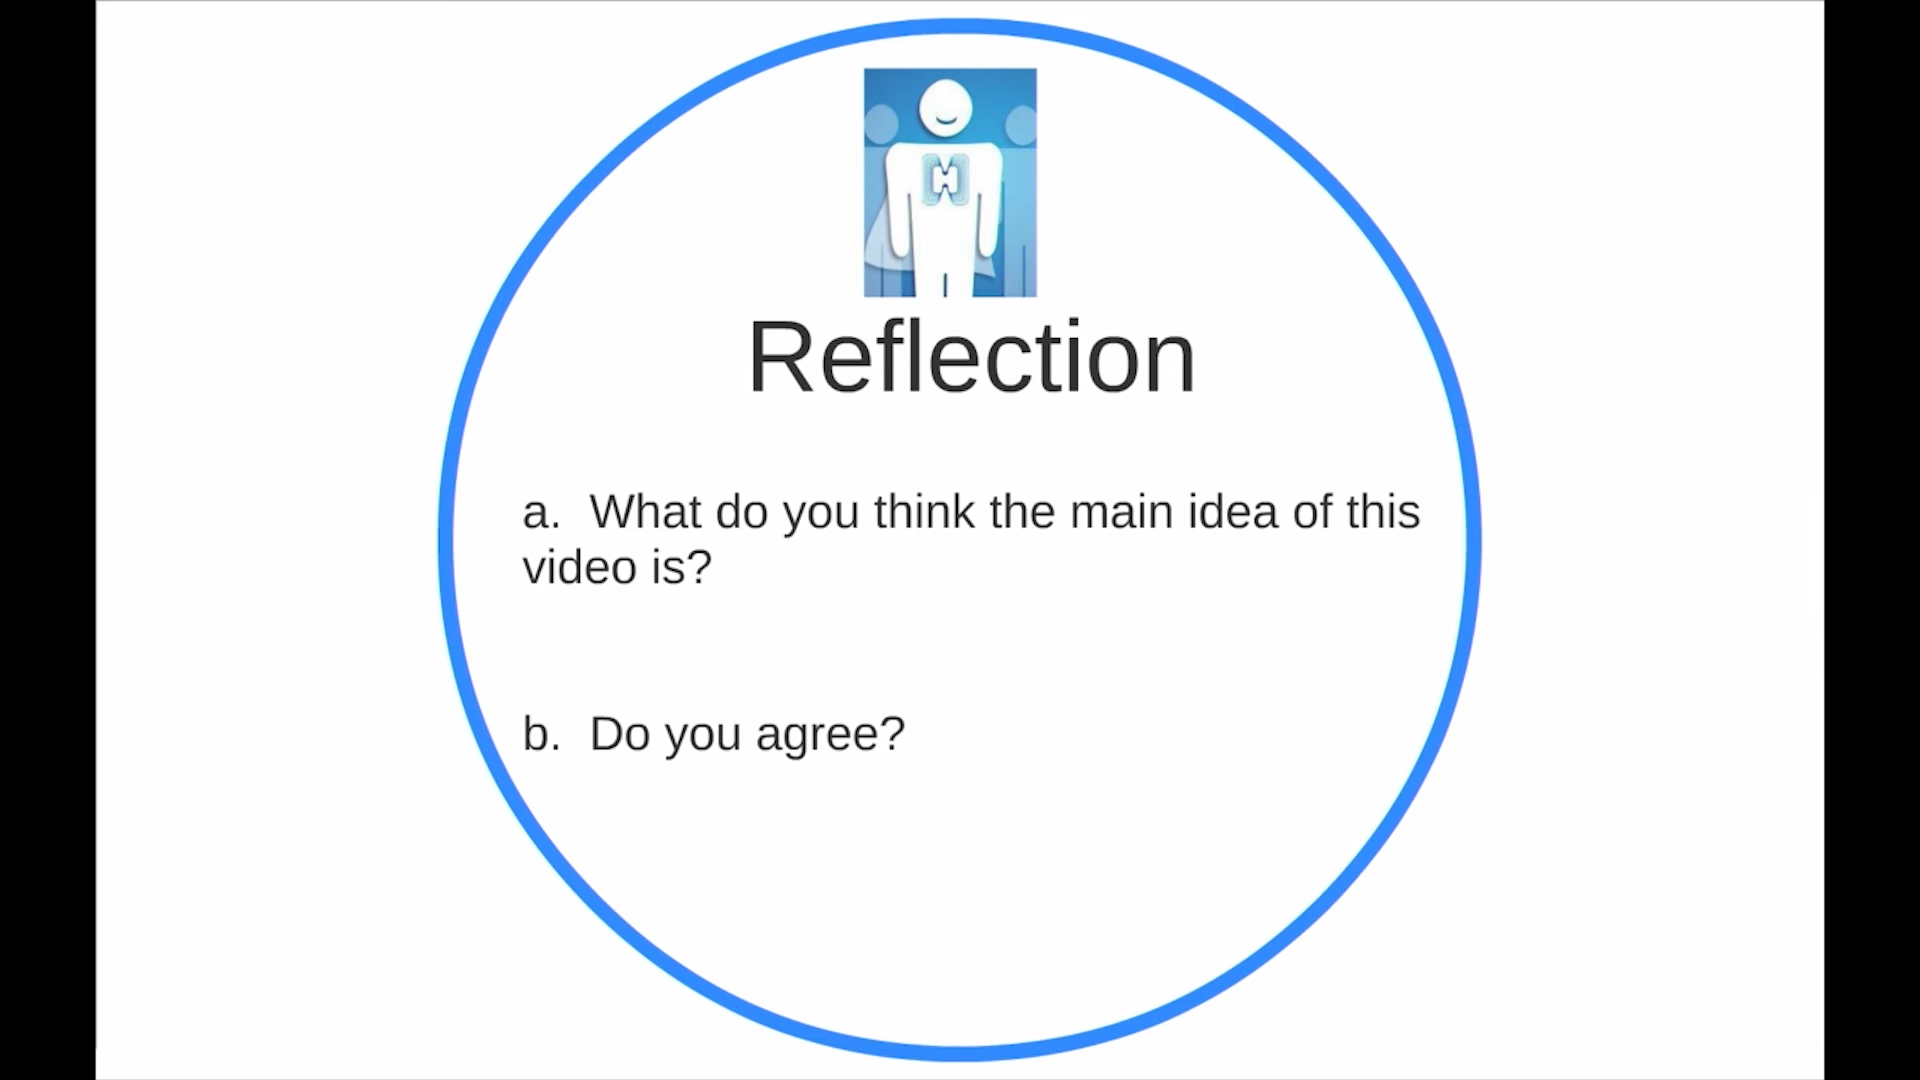 H
Reflection
a.  What do you think the main idea of this
video is?
b.  Do you agree?